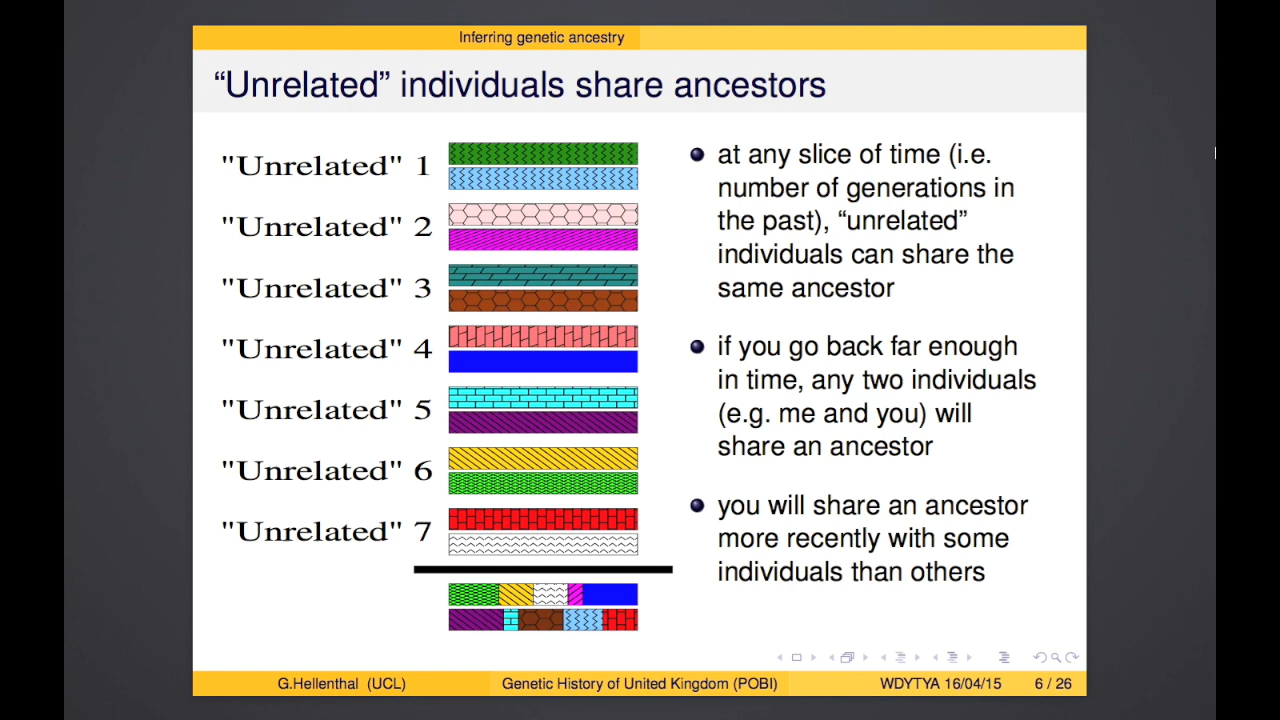 Inferring genetic ancestry
“Unrelated” individuals share ancestors
"Unrelated" 1
"Unrelated" 2
"Unrelated" 3
"Unrelated" 4
"Unrelated" 5
"Unrelated" 6
"Unrelated" 7
at any slice of time (i.e.
number of generations in
the past), “unrelated”
individuals can share the
same ancestor
if you go back far enough
in time, any two individuals
(e.g. me and you) will
share an ancestor
you will share an ancestor
more recently with some
individuals than others
G.Hellenthal (UCL)
Genetic History of United Kingdom (POBI)
WDYTYA 16/04/15
6 / 26